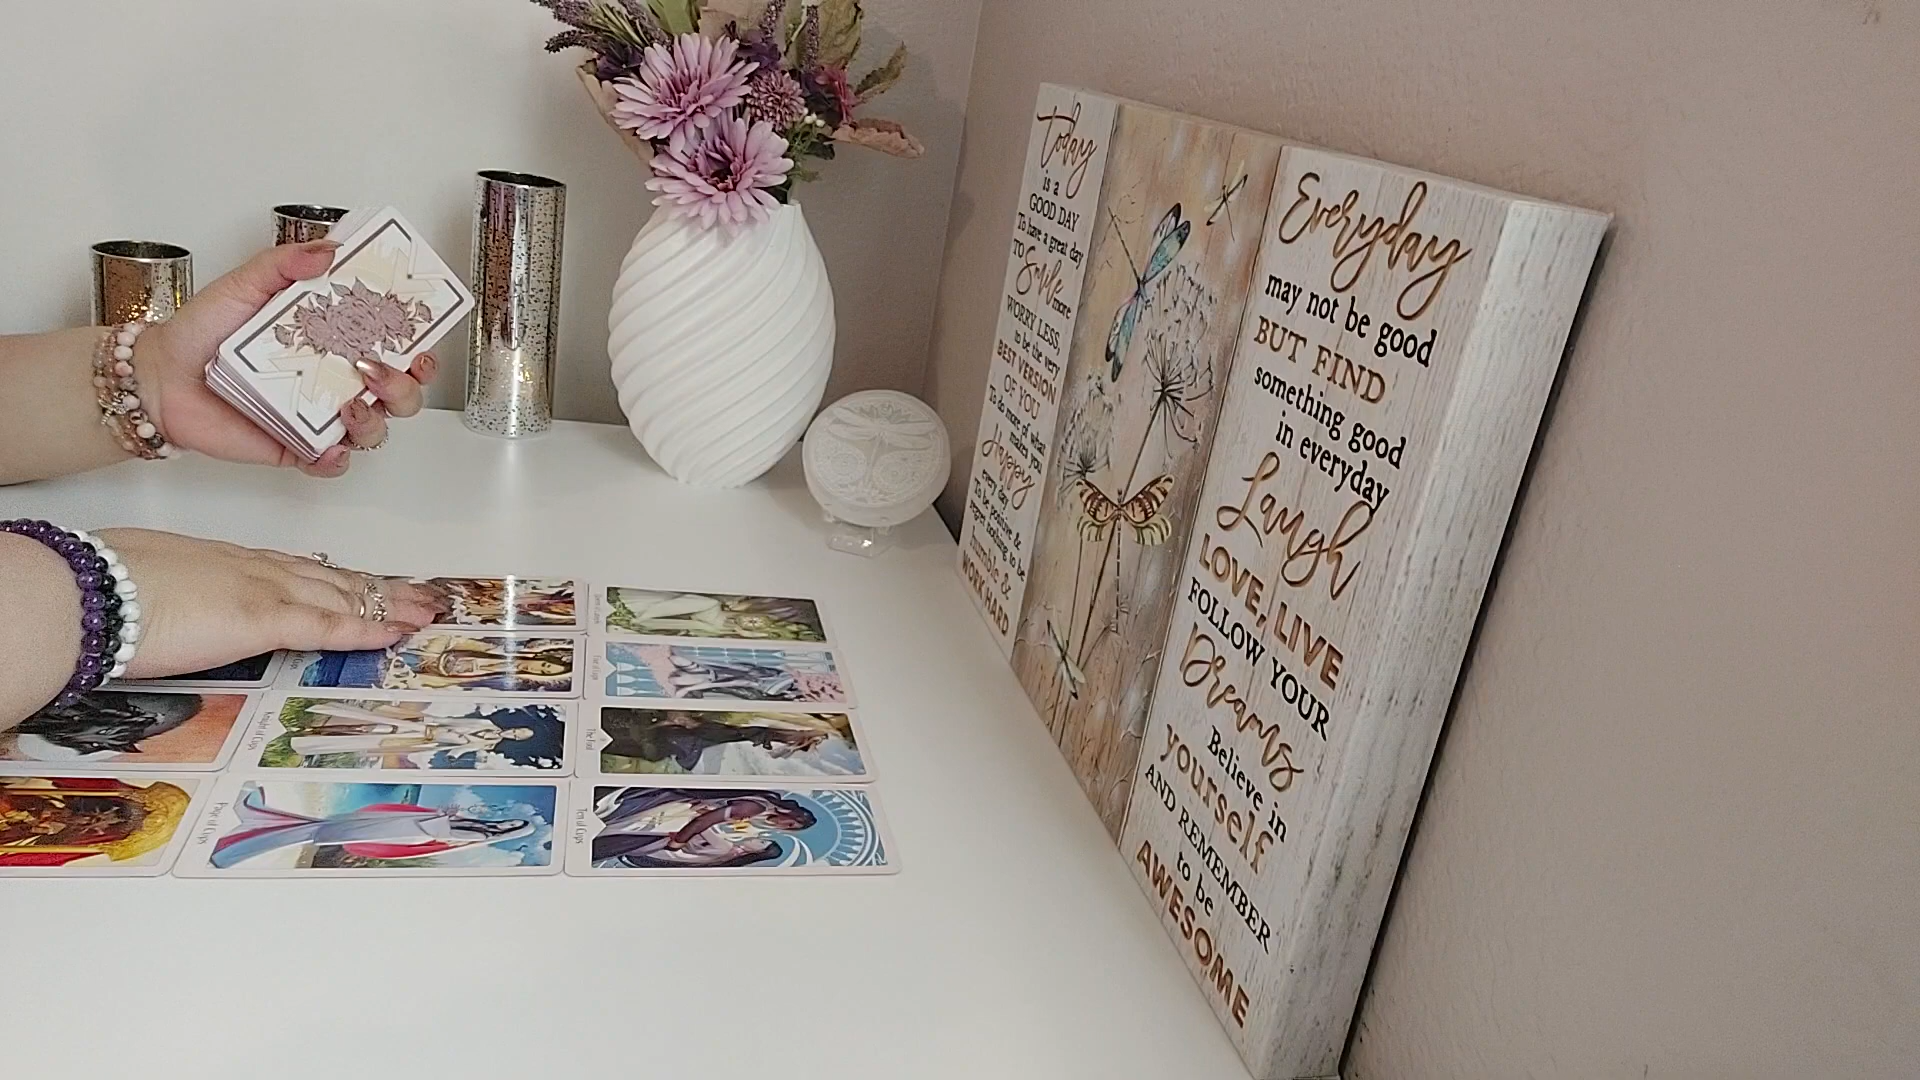 Today
is a
GOOD DAY
To have a great day
TO Smile more
WORRY LESS,
to be the very
BEST VERSION
OF YOU
To do more of what
makes you
Happy
every day
To be positive &
regret nothing to be
humble &
WORK HARD
Everyday
may not be good
BUT FIND
something good
in everyday
Laugh
LOVE, LIVE
FOLLOW YOUR
Dreams
Believe in
yourself
AND REMEMBER
to be
AWESOME
Knight of Cups
The Fool
Page of Cups
Ten of Cups